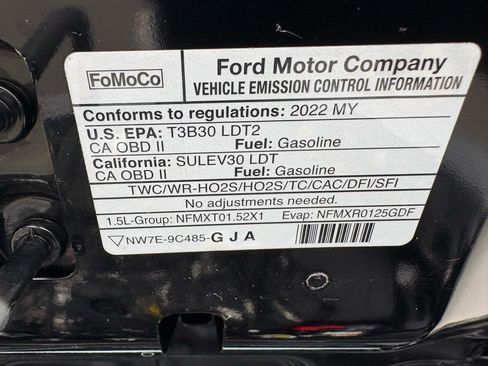 FoMoCo
Ford Motor Company
VEHICLE EMISSION CONTROL INFORMATION
Conforms to regulations: 2022 MY
U.S. EPA: T3B30 LDT2
CA OBD II Fuel: Gasoline
California: SULEV30 LDT
CA OBD II Fuel: Gasoline
TWC/WR-HO2S/HO2S/TC/CAC/DFI/SFI
No adjustments needed.
1.5L-Group: NFMXT01.52X1 Evap: NFMXR0125GDF
NW7E-9C485-G J A